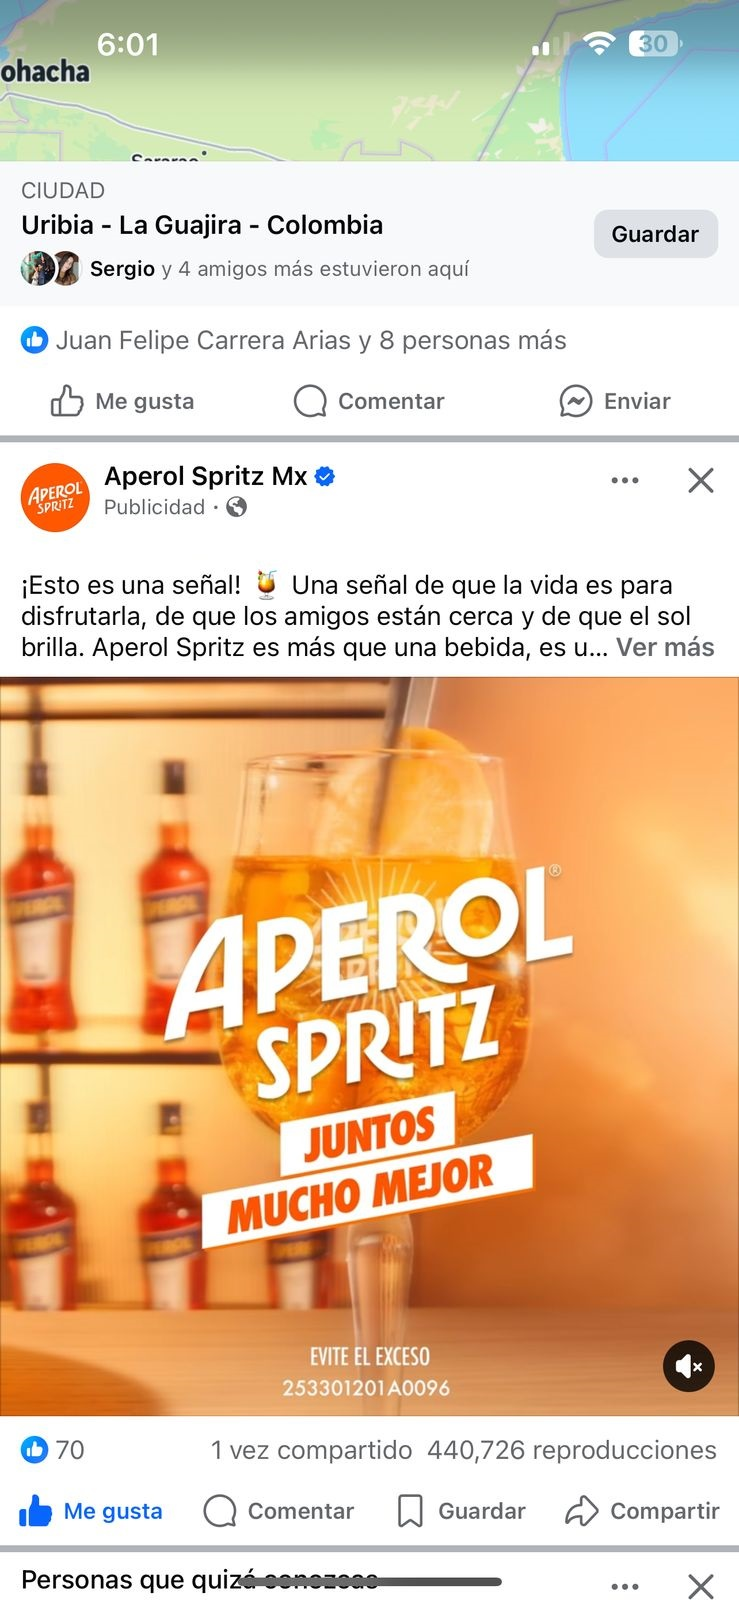 6:01
30
ohacha
CIUDAD
Uribia - La Guajira - Colombia
Guardar
Sergio y 4 amigos más estuvieron aquí
Juan Felipe Carrera Arias y 8 personas más
Me gusta Comentar Enviar
APEROL
SPRITZ
Aperol Spritz Mx
Publicidad ·
¡Esto es una señal! 🍹 Una señal de que la vida es para
disfrutarla, de que los amigos están cerca y de que el sol
brilla. Aperol Spritz es más que una bebida, es u... Ver más
APEROL®
SPRITZ
JUNTOS
MUCHO MEJOR
EVITE EL EXCESO
253301201A0096
70 1 vez compartido 440,726 reproducciones
Me gusta Comentar Guardar Compartir
Personas que quizá conozcas